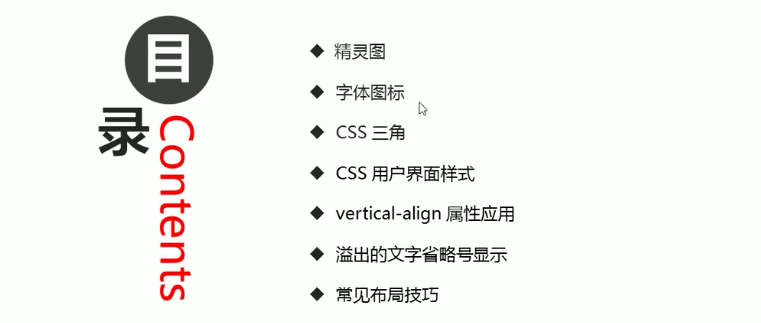 目
录
Contents
精灵图
字体图标
CSS 三角
CSS 用户界面样式
vertical-align 属性应用
溢出的文字省略号显示
常见布局技巧